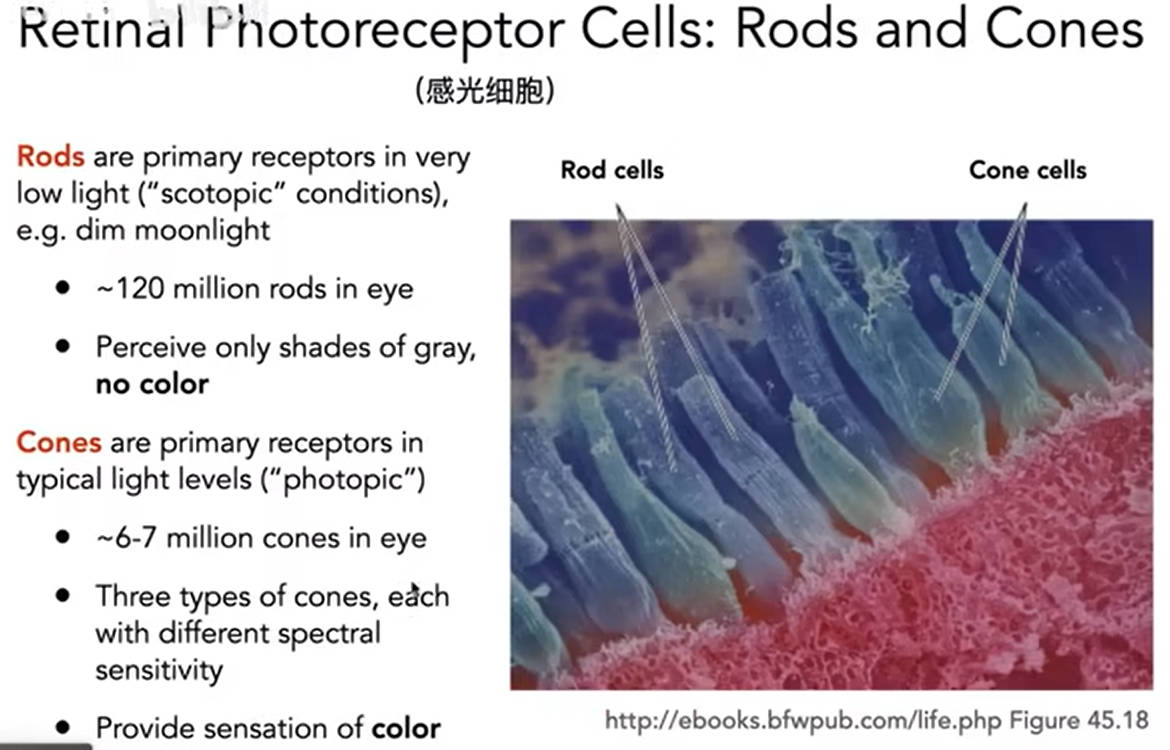 Retinal Photoreceptor Cells: Rods and Cones
(感光细胞)
Rods are primary receptors in very
low light (“scotopic” conditions),
e.g. dim moonlight
• ~120 million rods in eye
• Perceive only shades of gray,
no color
Cones are primary receptors in
typical light levels (“photopic”)
• ~6-7 million cones in eye
• Three types of cones, each
with different spectral
sensitivity
• Provide sensation of color
Rod cells
Cone cells
http://ebooks.bfwpub.com/life.php Figure 45.18